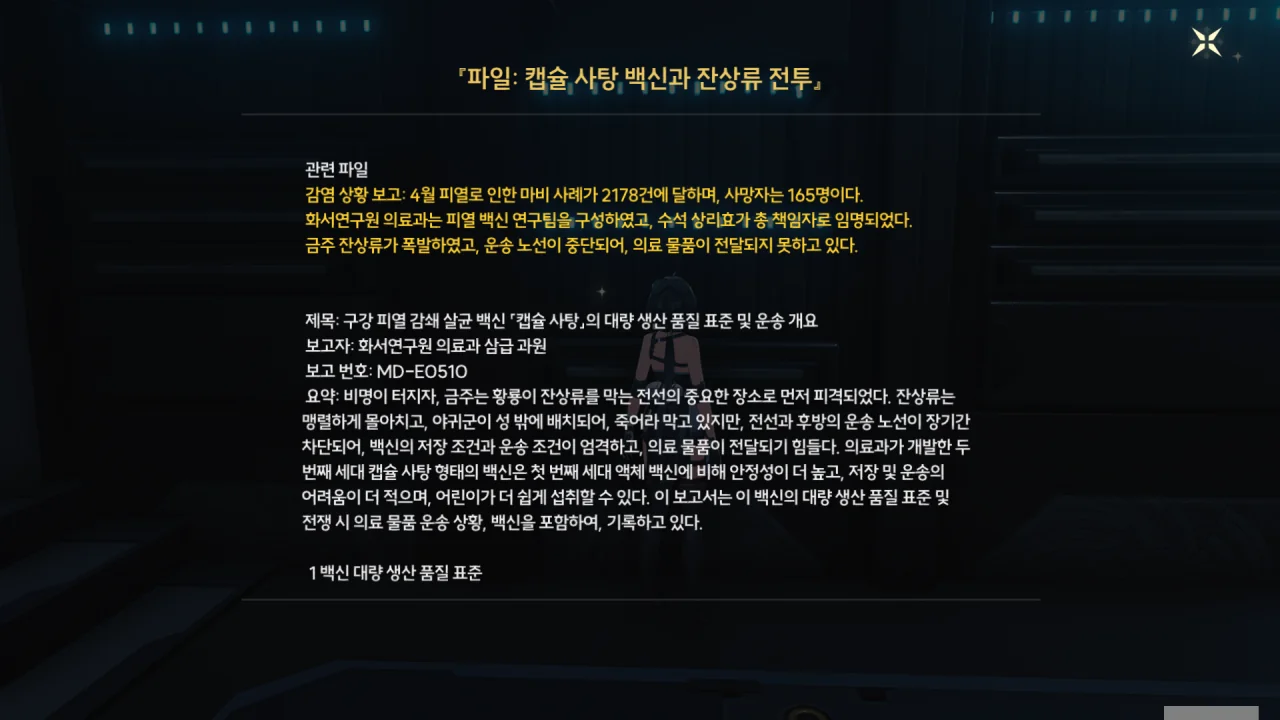 『파일: 캡슐 사탕 백신과 잔상류 전투』
관련 파일
감염 상황 보고: 4월 피열로 인한 마비 사례가 2178건에 달하며, 사망자는 165명이다.
화서연구원 의료과는 피열 백신 연구팀을 구성하였고, 수석 상리효가 총 책임자로 임명되었다.
금주 잔상류가 폭발하였고, 운송 노선이 중단되어, 의료 물품이 전달되지 못하고 있다.
제목: 구강 피열 감쇄 살균 백신 「캡슐 사탕」의 대량 생산 품질 표준 및 운송 개요
보고자: 화서연구원 의료과 삼급 과원
보고 번호: MD-E0510
요약: 비명이 터지자, 금주는 황룡이 잔상류를 막는 전선의 중요한 장소로 먼저 피격되었다. 잔상류는
맹렬하게 몰아치고, 야귀군이 성 밖에 배치되어, 죽어라 막고 있지만, 전선과 후방의 운송 노선이 장기간
차단되어, 백신의 저장 조건과 운송 조건이 엄격하고, 의료 물품이 전달되기 힘들다. 의료과가 개발한 두
번째 세대 캡슐 사탕 형태의 백신은 첫 번째 세대 액체 백신에 비해 안정성이 더 높고, 저장 및 운송의
어려움이 더 적으며, 어린이가 더 쉽게 섭취할 수 있다. 이 보고서는 이 백신의 대량 생산 품질 표준 및
전쟁 시 의료 물품 운송 상황, 백신을 포함하여, 기록하고 있다.
1 백신 대량 생산 품질 표준